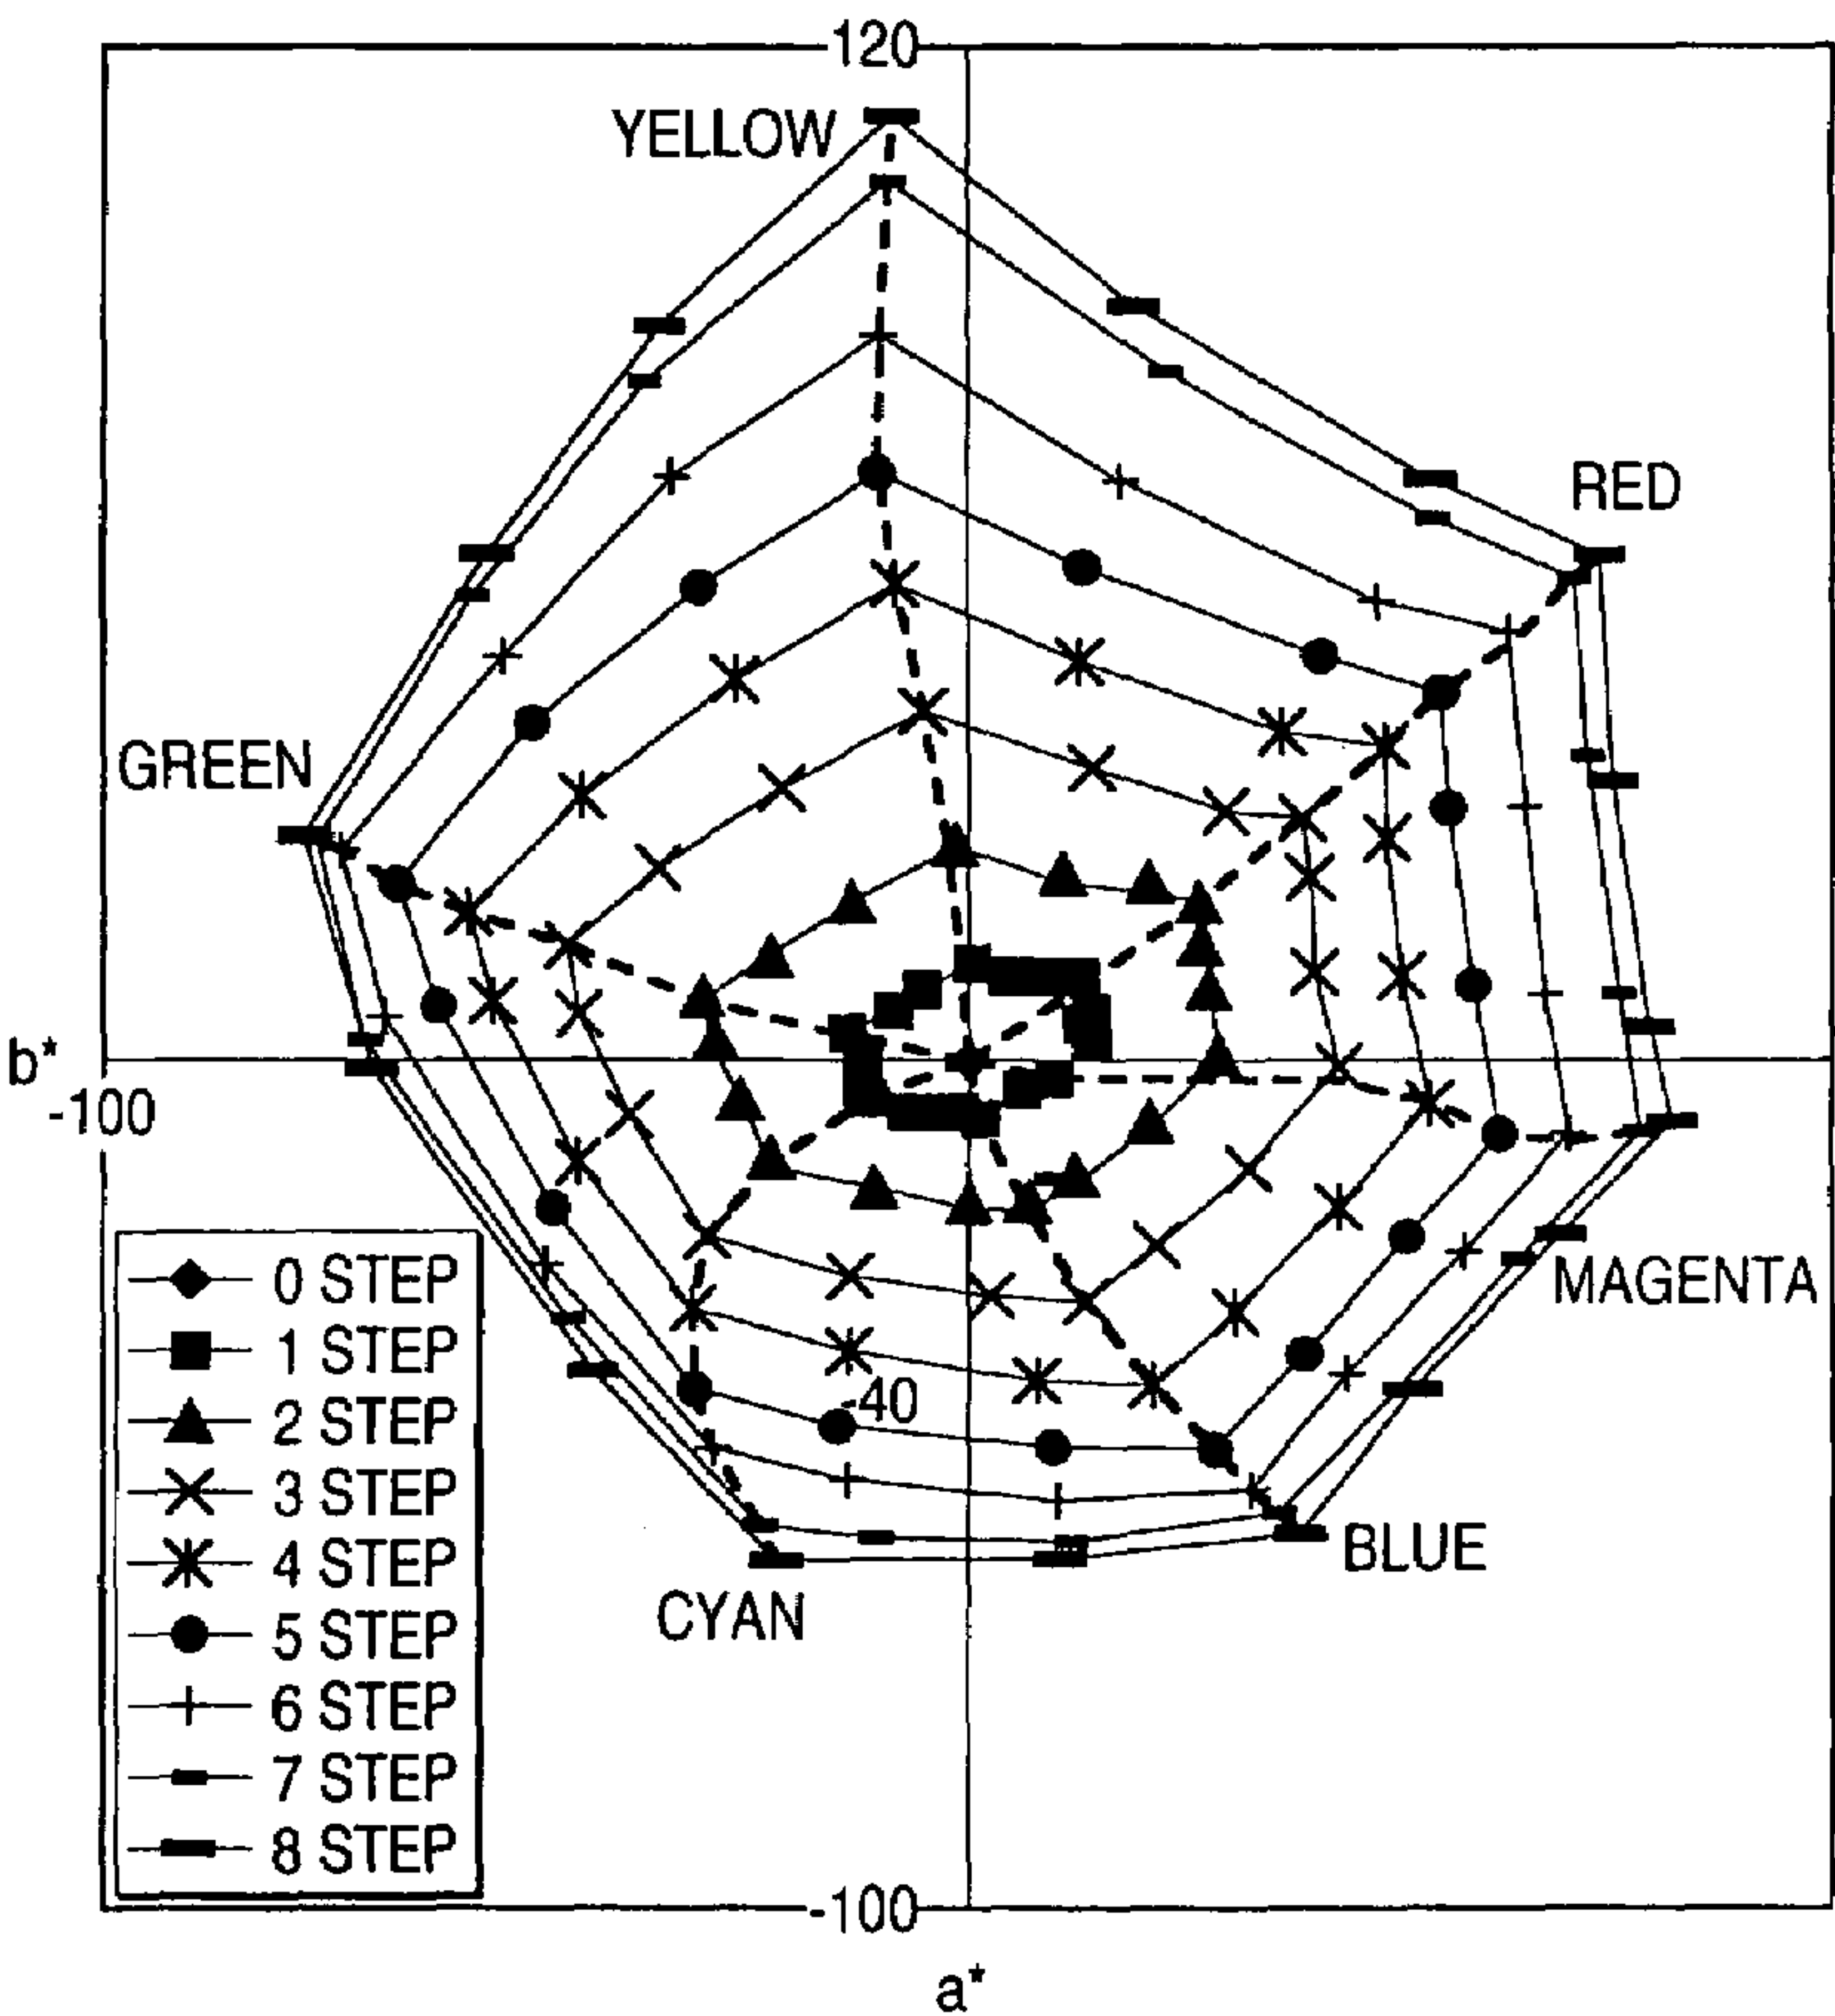 120
YELLOW
RED
GREEN
b*
-100
MAGENTA
-40
BLUE
CYAN
0 STEP
1 STEP
2 STEP
3 STEP
4 STEP
5 STEP
6 STEP
7 STEP
8 STEP
-100
a*